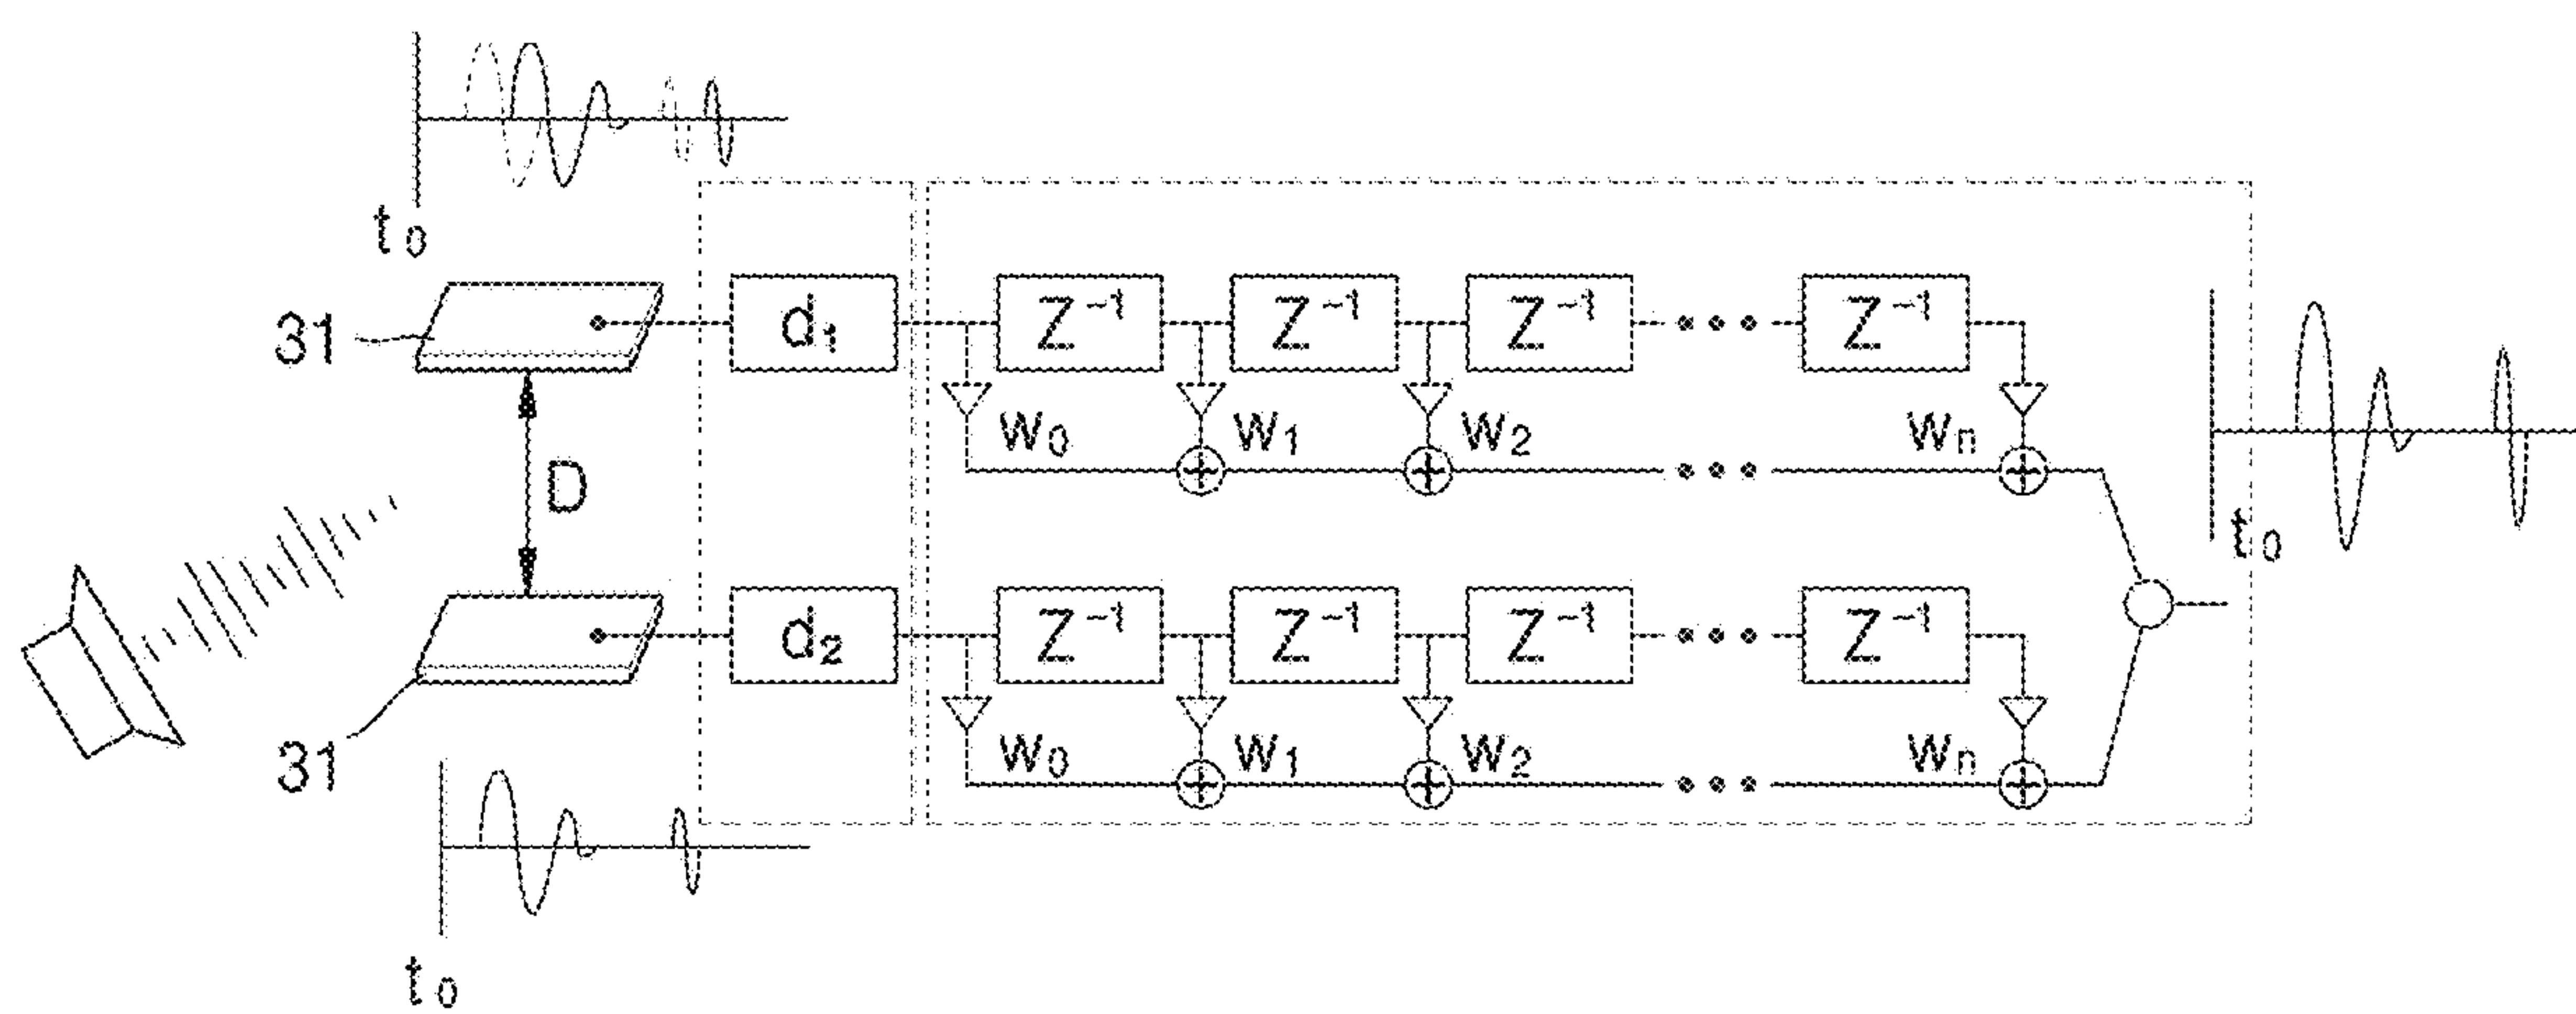 t₀
31 d₁ Z⁻¹ Z⁻¹ Z⁻¹ ••• Z⁻¹
W₀ W₁ W₂ Wₙ
D •••
t₀
d₂ Z⁻¹ Z⁻¹ Z⁻¹ ••• Z⁻¹
31 W₀ W₁ W₂ Wₙ
•••
t₀